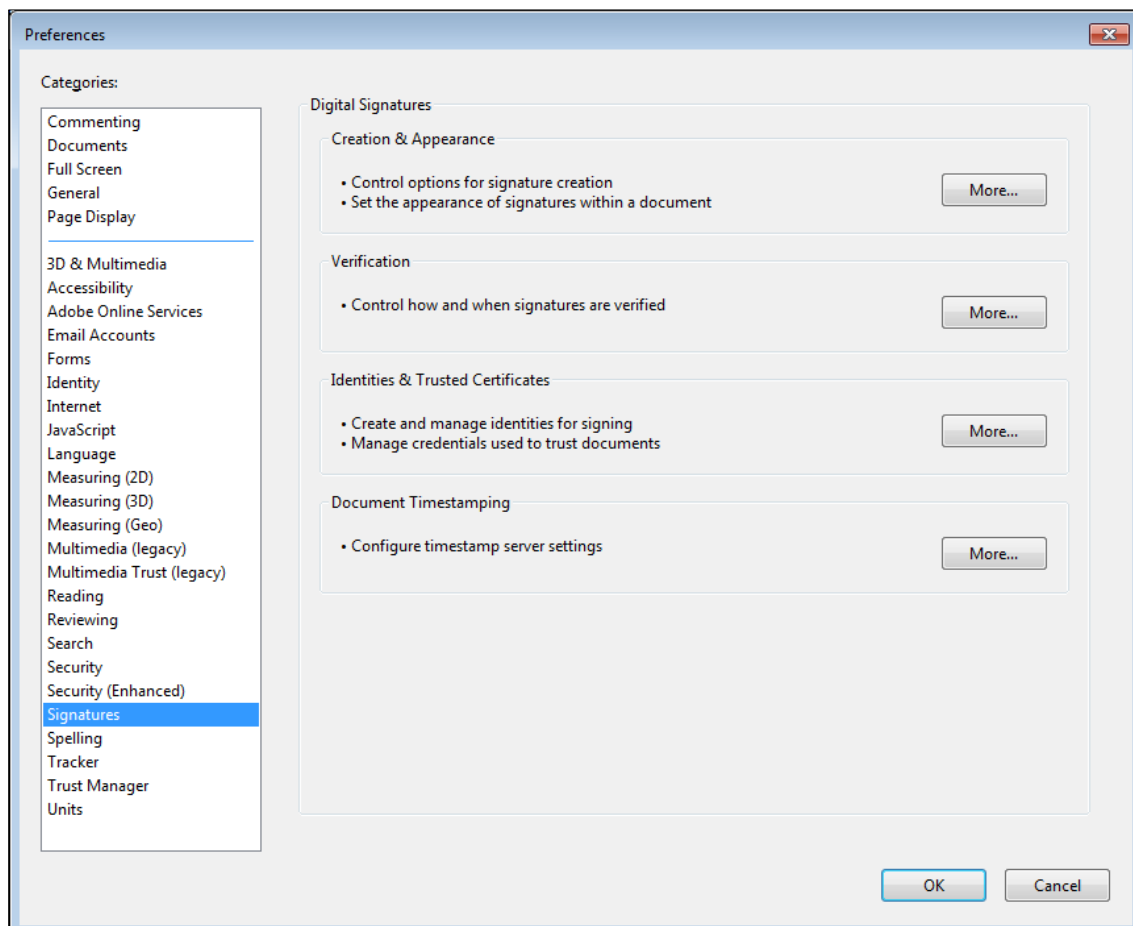 Preferences
Categories:
Commenting
Documents
Full Screen
General
Page Display
3D & Multimedia
Accessibility
Adobe Online Services
Email Accounts
Forms
Identity
Internet
JavaScript
Language
Measuring (2D)
Measuring (3D)
Measuring (Geo)
Multimedia (legacy)
Multimedia Trust (legacy)
Reading
Reviewing
Search
Security
Security (Enhanced)
Signatures
Spelling
Tracker
Trust Manager
Units
Digital Signatures
Creation & Appearance
• Control options for signature creation
• Set the appearance of signatures within a document
More...
Verification
• Control how and when signatures are verified
More...
Identities & Trusted Certificates
• Create and manage identities for signing
• Manage credentials used to trust documents
More...
Document Timestamping
• Configure timestamp server settings
More...
OK
Cancel